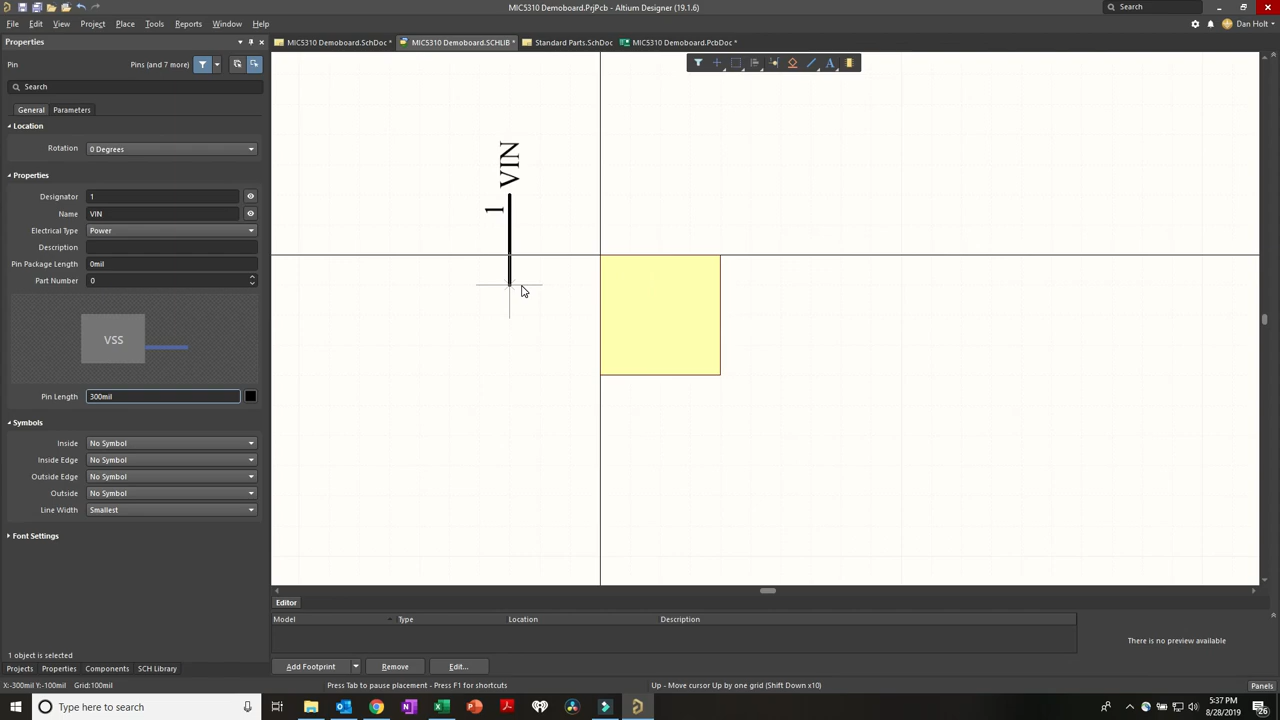 MIC5310 Demoboard.PrjPcb - Altium Designer (19.1.6)
Search
File Edit View Project Place Tools Reports Window Help
Dan Holt
Properties
MIC5310 Demoboard.SchDoc *
MIC5310 Demoboard.SCHLIB *
Standard Parts.SchDoc
MIC5310 Demoboard.PcbDoc *
Pin
Pins (and 7 more)
Search
General Parameters
Location
Rotation 0 Degrees
Properties
Designator 1
Name VIN
Electrical Type Power
Description
Pin Package Length 0mil
Part Number 0
VSS
Pin Length 300mil
Symbols
Inside No Symbol
Inside Edge No Symbol
Outside Edge No Symbol
Outside No Symbol
Line Width Smallest
Font Settings
1 object is selected
Projects Properties Components SCH Library
VIN
1
Editor
Model Type Location Description
There is no preview available
Add Footprint Remove Edit...
X:-300mil Y:-100mil Grid:100mil
Press Tab to pause placement - Press F1 for shortcuts
Up - Move cursor Up by one grid (Shift Down x10)
Panels
Type here to search
5:37 PM
8/28/2019
26